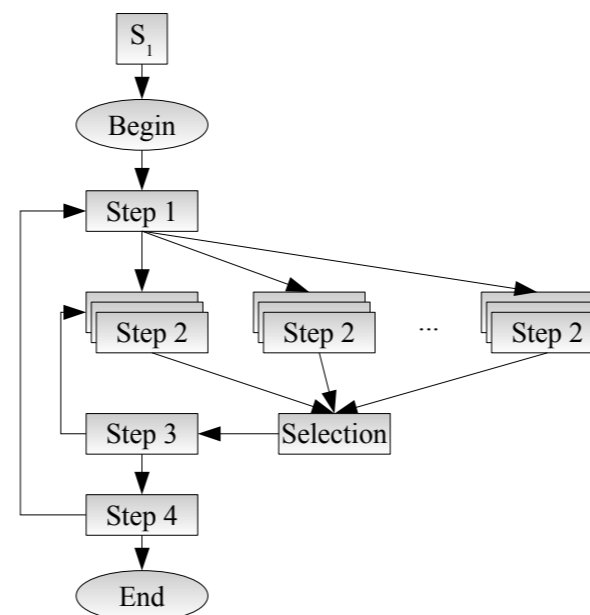 S₁
Begin
Step 1
Step 2 Step 2 ... Step 2
Step 3 Selection
Step 4
End